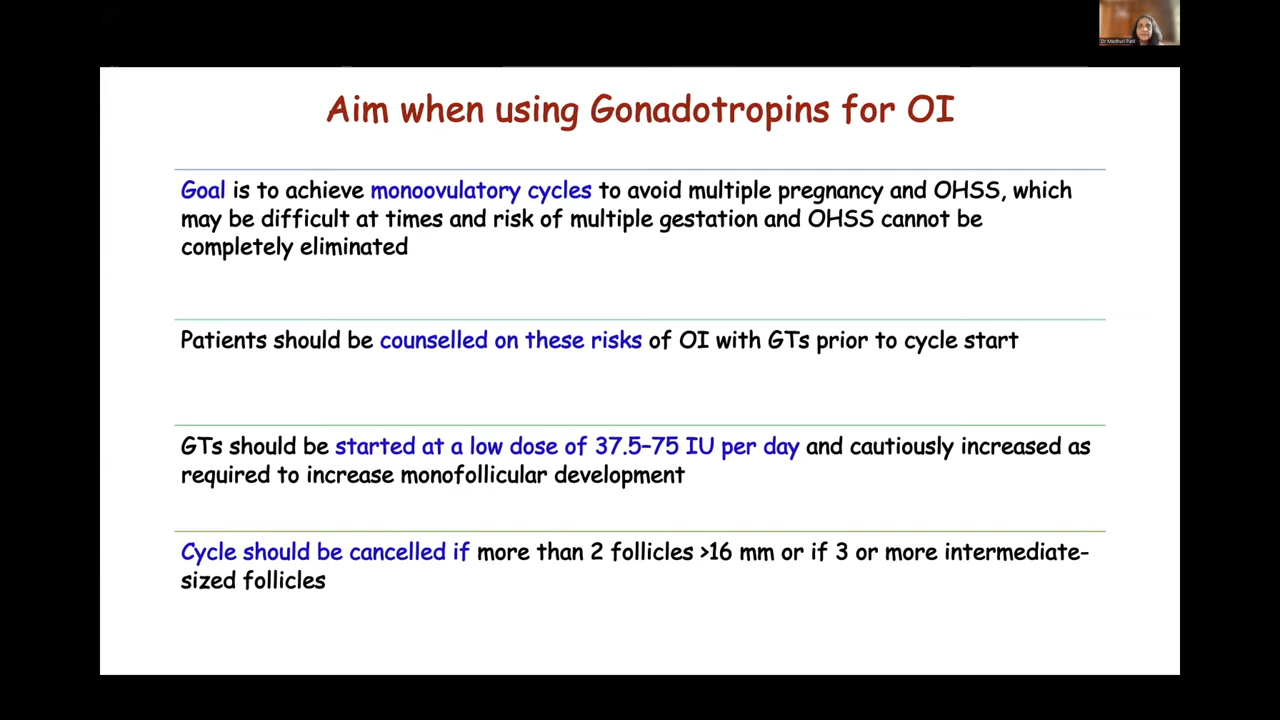 Dr Madhuri Patil
Aim when using Gonadotropins for OI
Goal is to achieve monoovulatory cycles to avoid multiple pregnancy and OHSS, which
may be difficult at times and risk of multiple gestation and OHSS cannot be
completely eliminated
Patients should be counselled on these risks of OI with GTs prior to cycle start
GTs should be started at a low dose of 37.5–75 IU per day and cautiously increased as
required to increase monofollicular development
Cycle should be cancelled if more than 2 follicles >16 mm or if 3 or more intermediate-
sized follicles